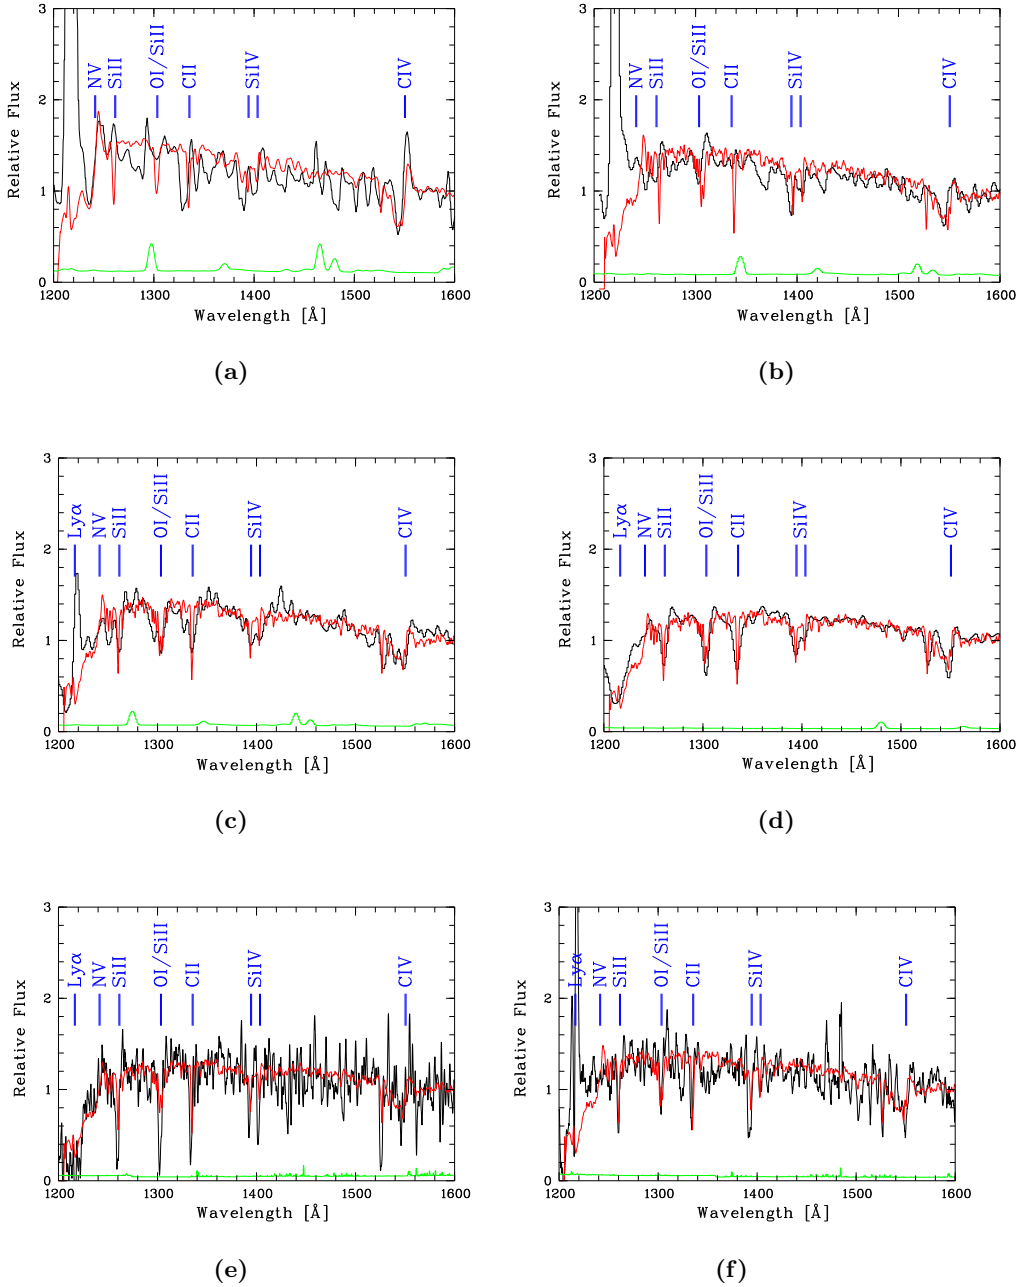 3
2
1
0
Relative Flux
NV
SiII
OI/SiII
CII
SiIV
CIV
1200 1300 1400 1500 1600
Wavelength [Å]
(a)
3
2
1
0
Relative Flux
NV
SiII
OI/SiII
CII
SiIV
CIV
1200 1300 1400 1500 1600
Wavelength [Å]
(b)
3
2
1
0
Relative Flux
Lyα
NV
SiII
OI/SiII
CII
SiIV
CIV
1200 1300 1400 1500 1600
Wavelength [Å]
(c)
3
2
1
0
Relative Flux
Lyα
NV
SiII
OI/SiII
CII
SiIV
CIV
1200 1300 1400 1500 1600
Wavelength [Å]
(d)
3
2
1
0
Relative Flux
Lyα
NV
SiII
OI/SiII
CII
SiIV
CIV
1200 1300 1400 1500 1600
Wavelength [Å]
(e)
3
2
1
0
Relative Flux
Lyα
NV
SiII
OI/SiII
CII
SiIV
CIV
1200 1300 1400 1500 1600
Wavelength [Å]
(f)